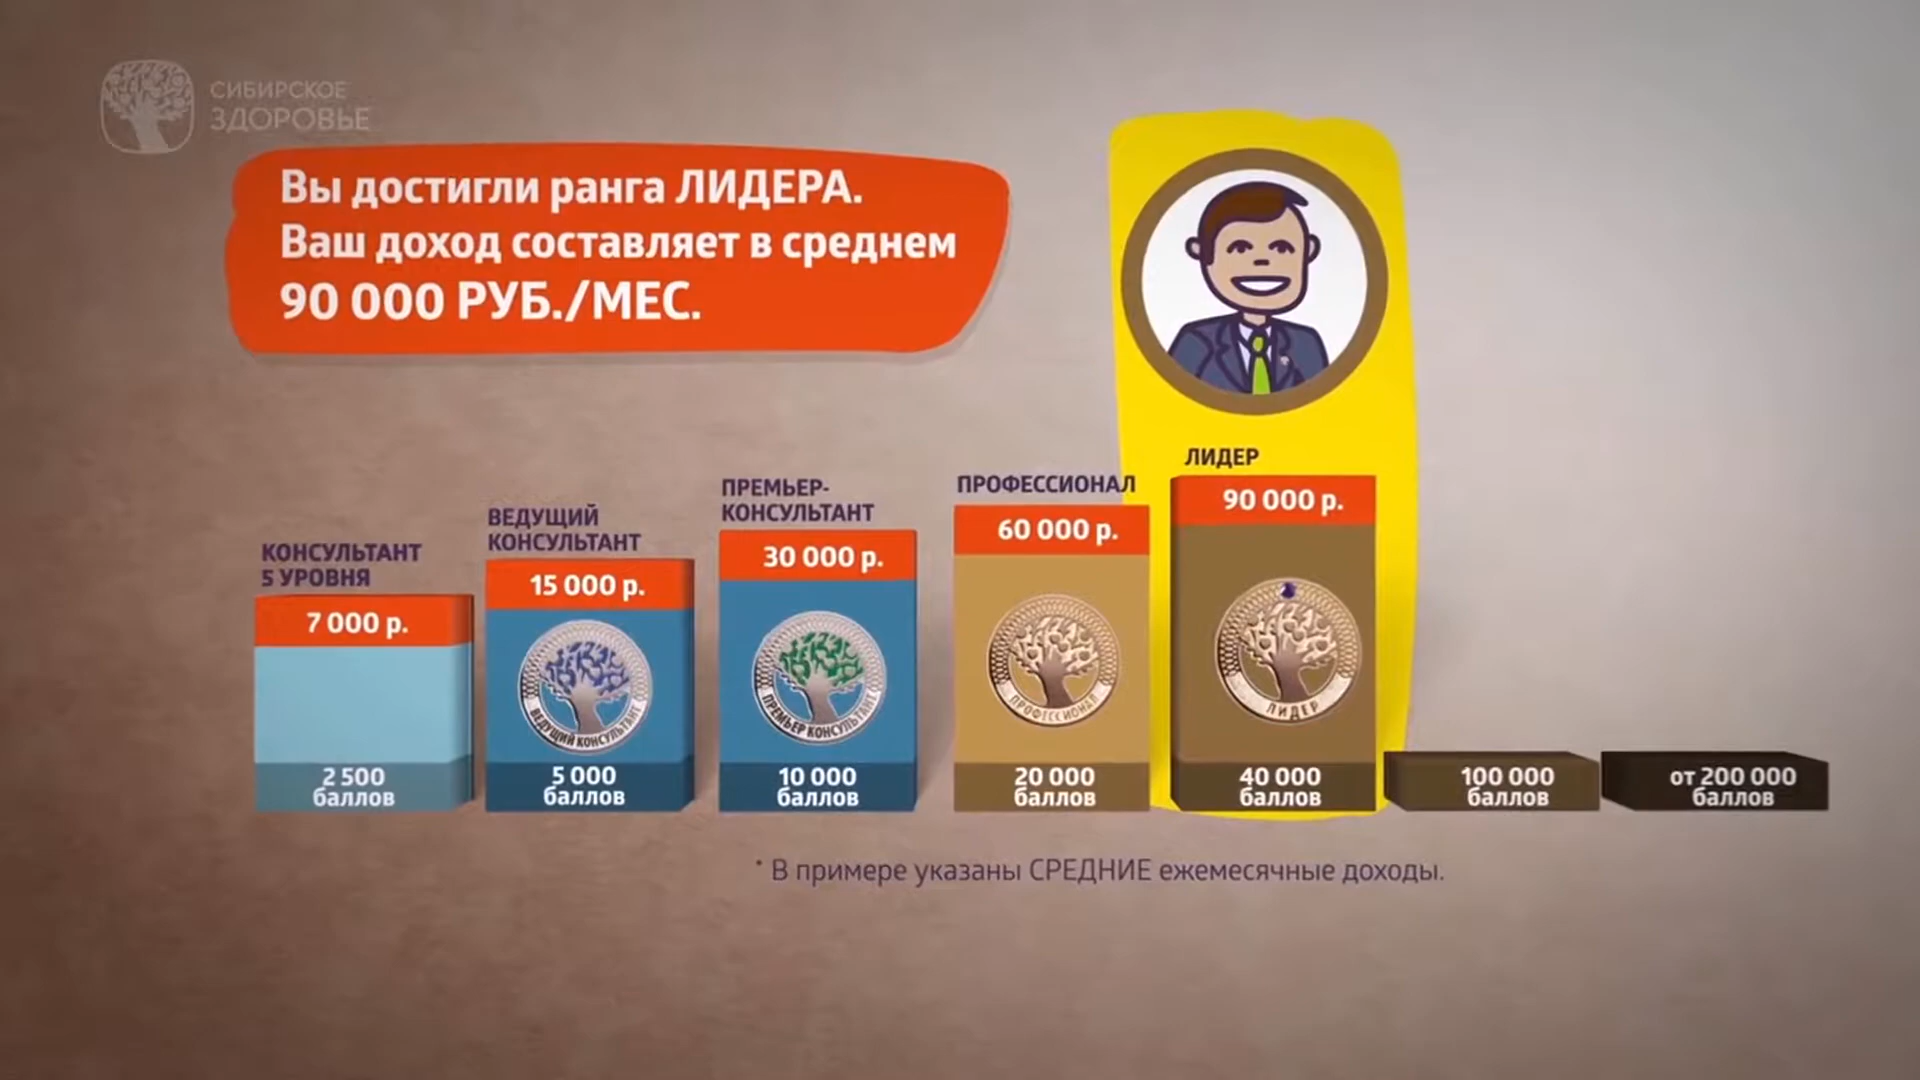 СИБИРСКОЕ
ЗДОРОВЬЕ
Вы достигли ранга ЛИДЕРА.
Ваш доход составляет в среднем
90 000 РУБ./МЕС.
КОНСУЛЬТАНТ
5 УРОВНЯ
7 000 р.
2 500
баллов
ВЕДУЩИЙ
КОНСУЛЬТАНТ
15 000 р.
ВЕДУЩИЙ КОНСУЛЬТАНТ
5 000
баллов
ПРЕМЬЕР-
КОНСУЛЬТАНТ
30 000 р.
ПРЕМЬЕР КОНСУЛЬТАНТ
10 000
баллов
ПРОФЕССИОНАЛ
60 000 р.
ПРОФЕССИОНАЛ
20 000
баллов
ЛИДЕР
90 000 р.
ЛИДЕР
40 000
баллов
100 000
баллов
от 200 000
баллов
* В примере указаны СРЕДНИЕ ежемесячные доходы.